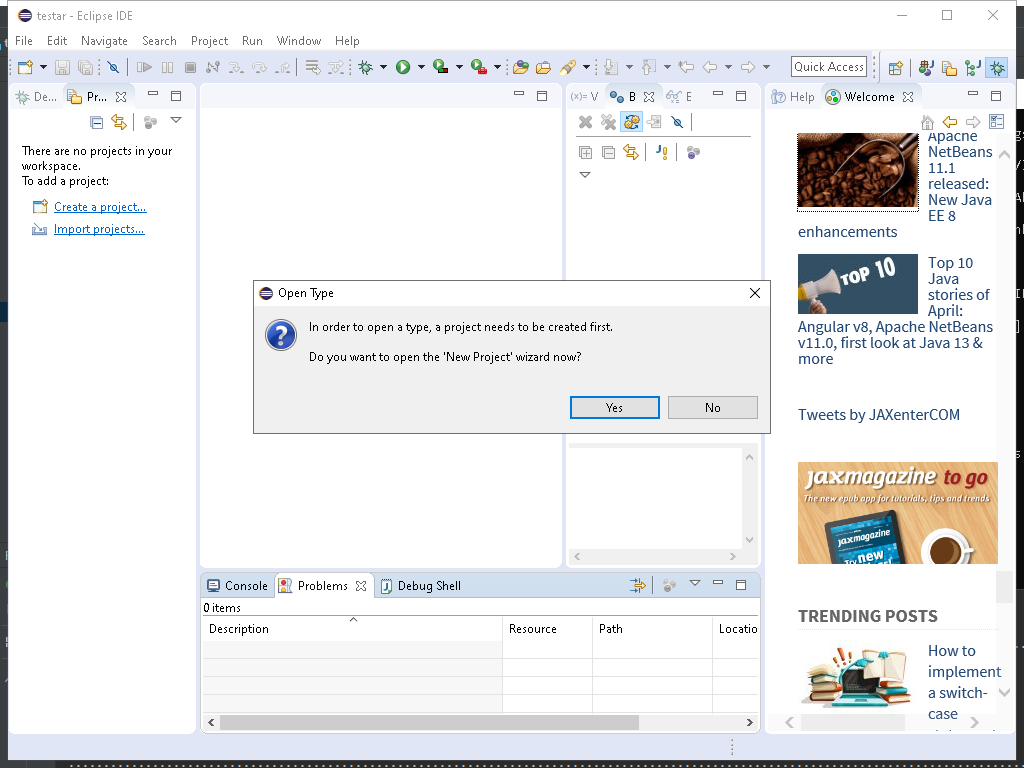 testar - Eclipse IDE
File Edit Navigate Search Project Run Window Help
Quick Access
De...
Pr...
There are no projects in your
workspace.
To add a project:
Create a project...
Import projects...
(x)= V
B
E
Help
Welcome
Apache
NetBeans
11.1
released:
New Java
EE 8
enhancements
TOP 10
Top 10
Java
stories of
April:
Angular v8, Apache NetBeans
v11.0, first look at Java 13 &
more
Tweets by JAXenterCOM
jaxmagazine to go
The new epub app for tutorials, tips and trends
jaxmagazine
new
TRENDING POSTS
How to
implement
a switch-
case
Open Type
In order to open a type, a project needs to be created first.
Do you want to open the 'New Project' wizard now?
Yes
No
Console
Problems
Debug Shell
0 items
Description Resource Path Locatio